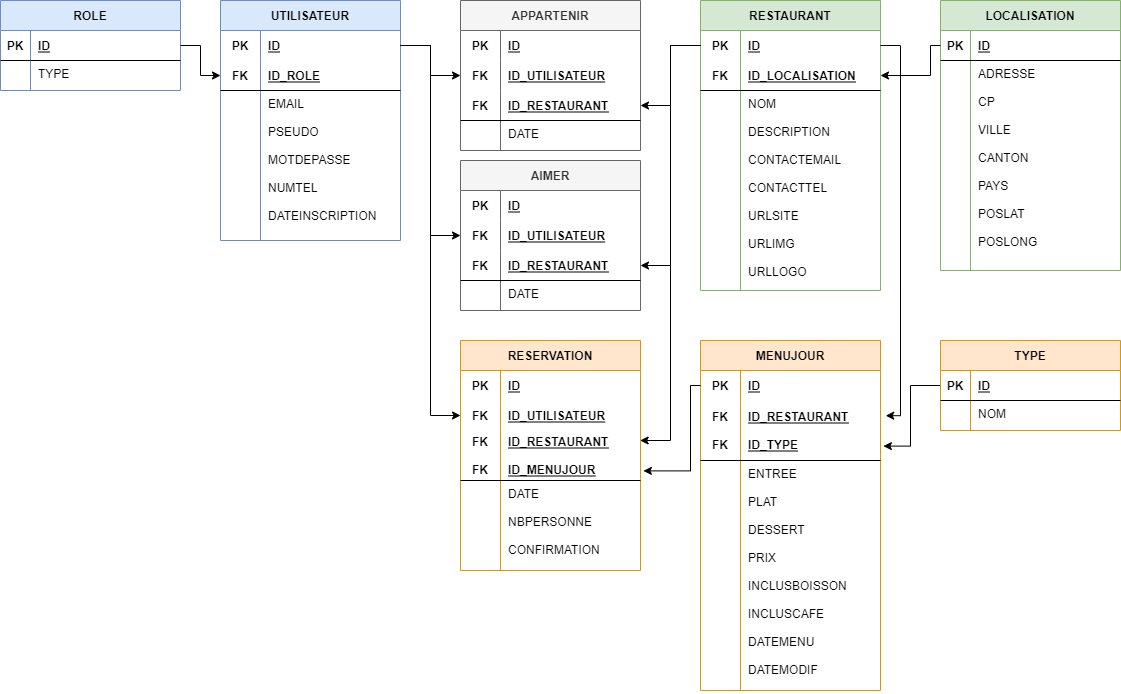 ROLE
PK ID
TYPE
UTILISATEUR
PK ID
FK ID_ROLE
EMAIL
PSEUDO
MOTDEPASSE
NUMTEL
DATEINSCRIPTION
APPARTENIR
PK ID
FK ID_UTILISATEUR
FK ID_RESTAURANT
DATE
AIMER
PK ID
FK ID_UTILISATEUR
FK ID_RESTAURANT
DATE
RESTAURANT
PK ID
FK ID_LOCALISATION
NOM
DESCRIPTION
CONTACTEMAIL
CONTACTTEL
URLSITE
URLIMG
URLLOGO
LOCALISATION
PK ID
ADRESSE
CP
VILLE
CANTON
PAYS
POSLAT
POSLONG
RESERVATION
PK ID
FK ID_UTILISATEUR
FK ID_RESTAURANT
FK ID_MENUJOUR
DATE
NBPERSONNE
CONFIRMATION
MENUJOUR
PK ID
FK ID_RESTAURANT
FK ID_TYPE
ENTREE
PLAT
DESSERT
PRIX
INCLUSBOISSON
INCLUSCAFE
DATEMENU
DATEMODIF
TYPE
PK ID
NOM